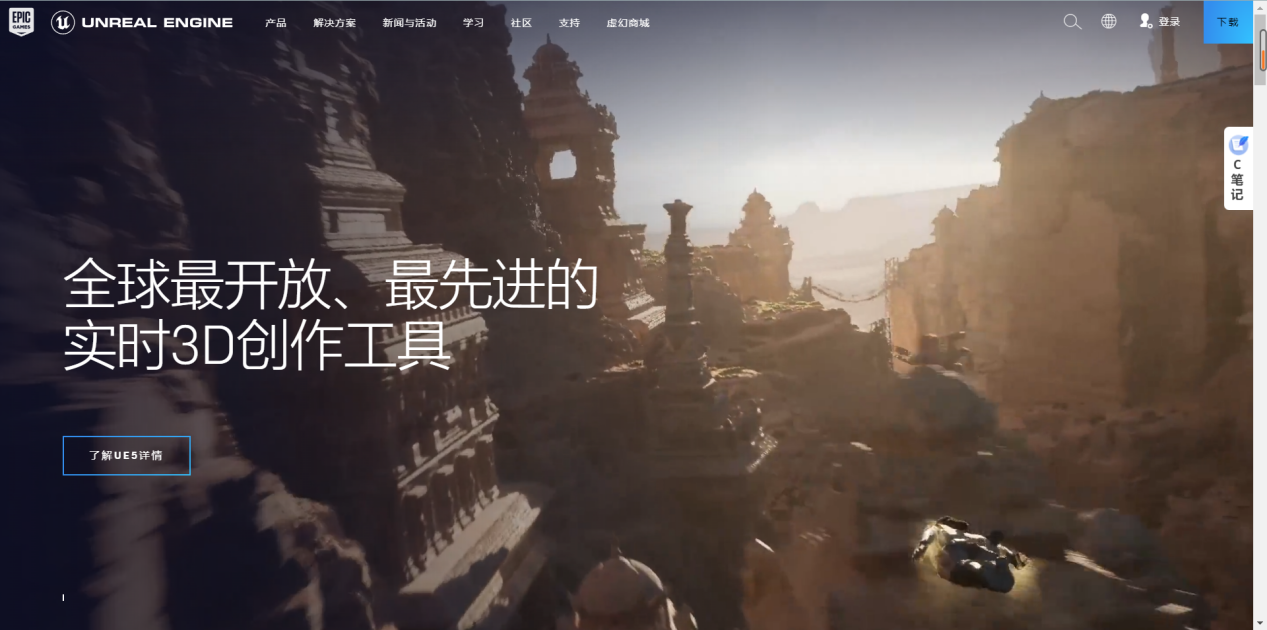 EPIC
GAMES
UNREAL ENGINE
产品
解决方案
新闻与活动
学习
社区
支持
虚幻商城
登录
下载
C
笔
记
全球最开放、最先进的
实时3D创作工具
了解UE5详情